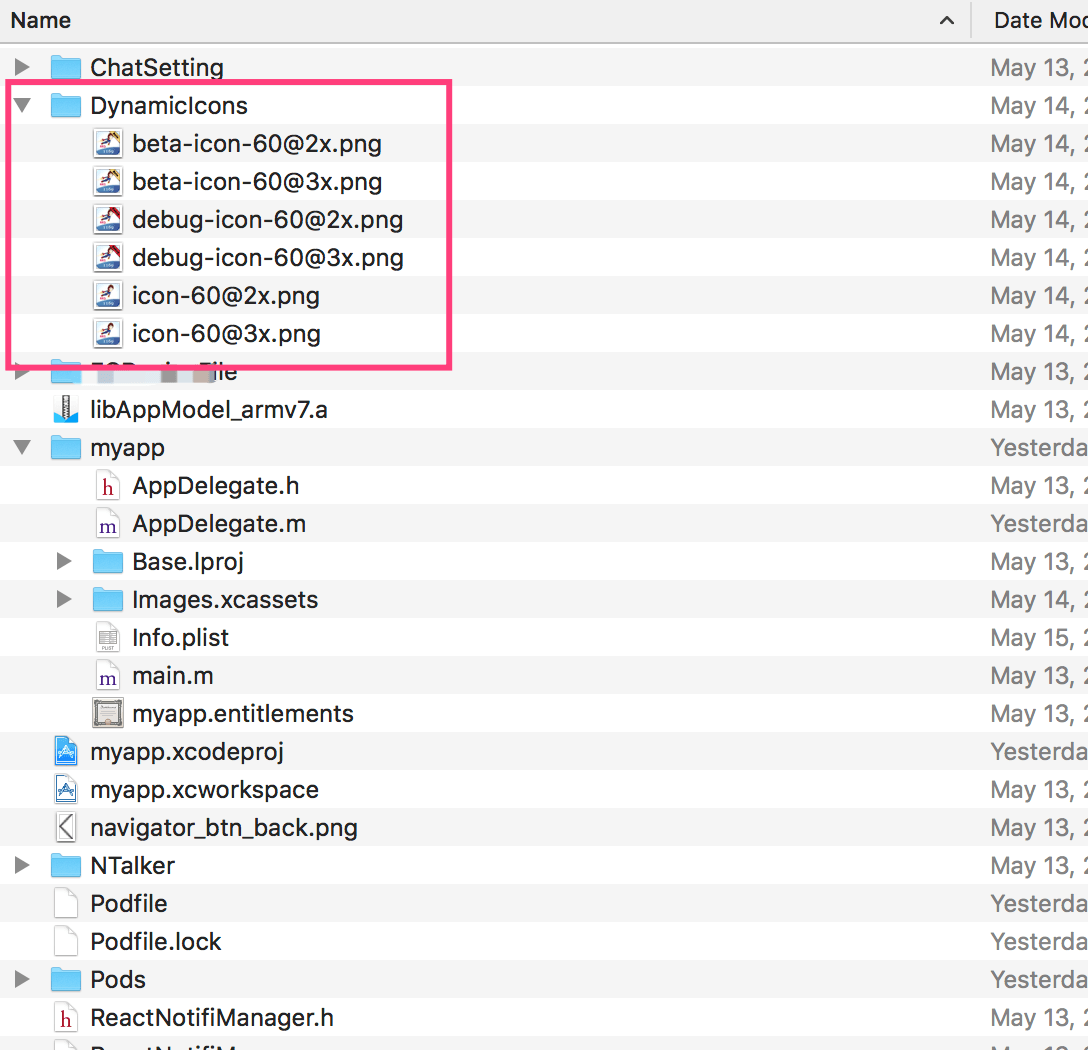 Name Date Mod
ChatSetting May 13, 2
DynamicIcons May 14, 2
beta-icon-60@2x.png May 14, 2
beta-icon-60@3x.png May 14, 2
debug-icon-60@2x.png May 14, 2
debug-icon-60@3x.png May 14, 2
icon-60@2x.png May 14, 2
icon-60@3x.png May 14, 2
May 13, 2
libAppModel_armv7.a May 13, 2
myapp Yesterda
AppDelegate.h May 13, 2
AppDelegate.m Yesterda
Base.lproj May 13, 2
Images.xcassets May 14, 2
Info.plist May 15, 2
main.m May 13, 2
myapp.entitlements May 13, 2
myapp.xcodeproj Yesterda
myapp.xcworkspace May 13, 2
navigator_btn_back.png May 13, 2
NTalker May 13, 2
Podfile Yesterda
Podfile.lock Yesterda
Pods Yesterda
ReactNotifiManager.h May 13, 2